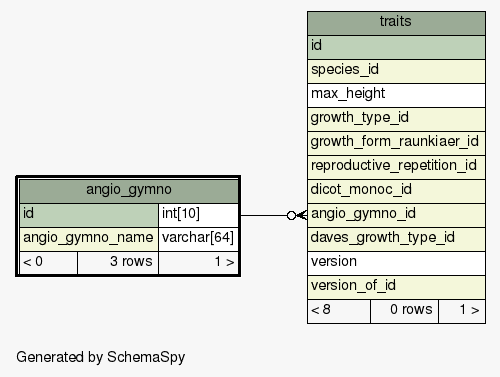 traits
id
species_id
max_height
growth_type_id
growth_form_raunkiaer_id
reproductive_repetition_id
dicot_monoc_id
angio_gymno_id
daves_growth_type_id
version
version_of_id
< 8 0 rows 1 >
angio_gymno
id int[10]
angio_gymno_name varchar[64]
< 0 3 rows 1 >
Generated by SchemaSpy